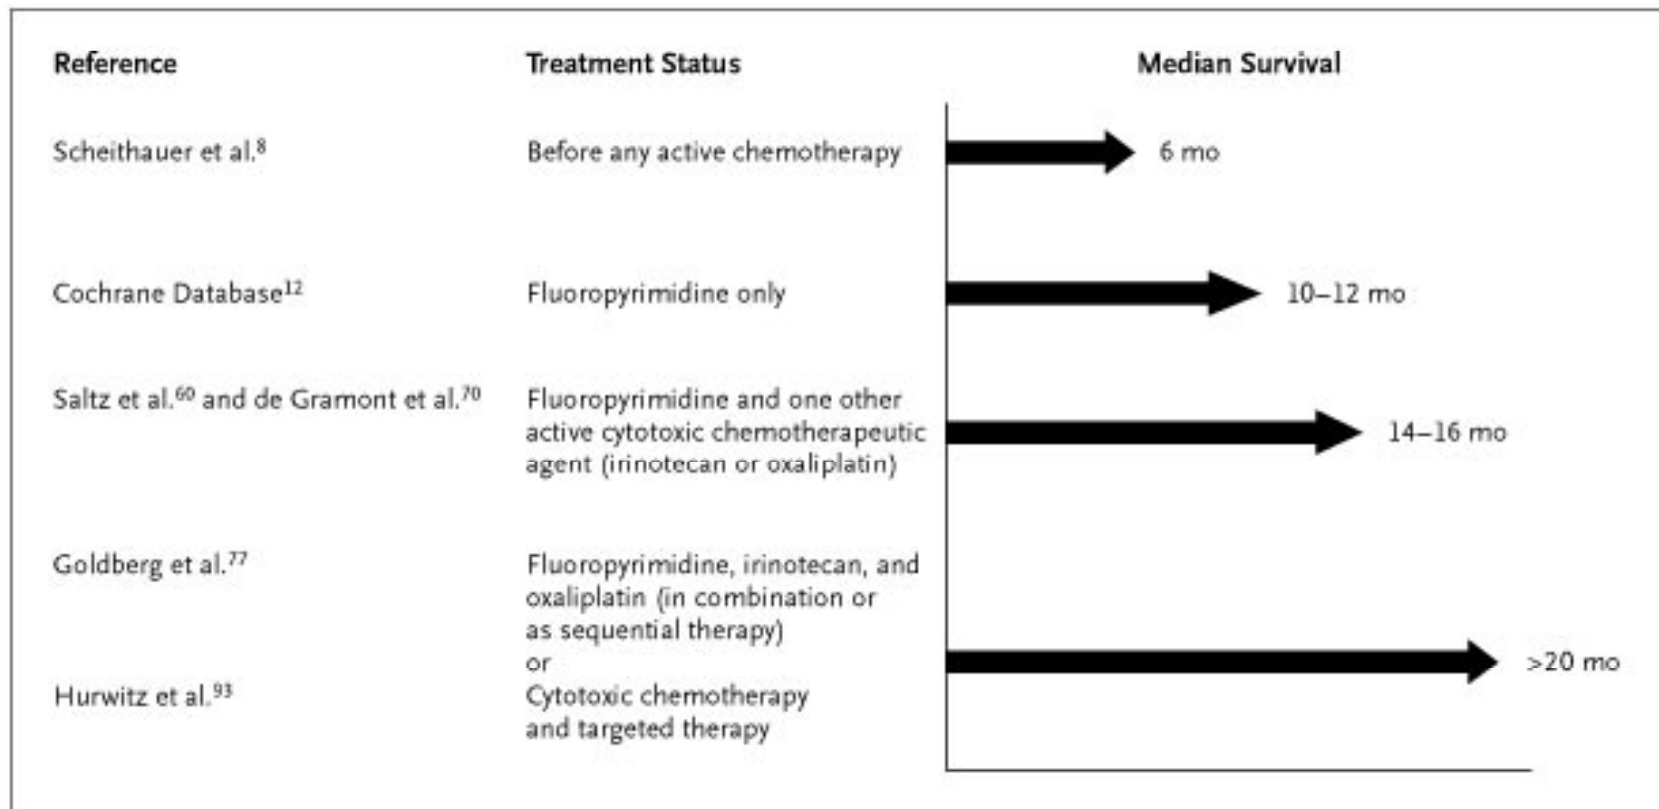 Reference Treatment Status Median Survival
Scheithauer et al.⁸ Before any active chemotherapy 6 mo
Cochrane Database¹² Fluoropyrimidine only 10–12 mo
Saltz et al.⁶⁰ and de Gramont et al.⁷⁰ Fluoropyrimidine and one other
active cytotoxic chemotherapeutic 14–16 mo
agent (irinotecan or oxaliplatin)
Goldberg et al.⁷⁷ Fluoropyrimidine, irinotecan, and
oxaliplatin (in combination or
as sequential therapy)
or >20 mo
Hurwitz et al.⁹³ Cytotoxic chemotherapy
and targeted therapy